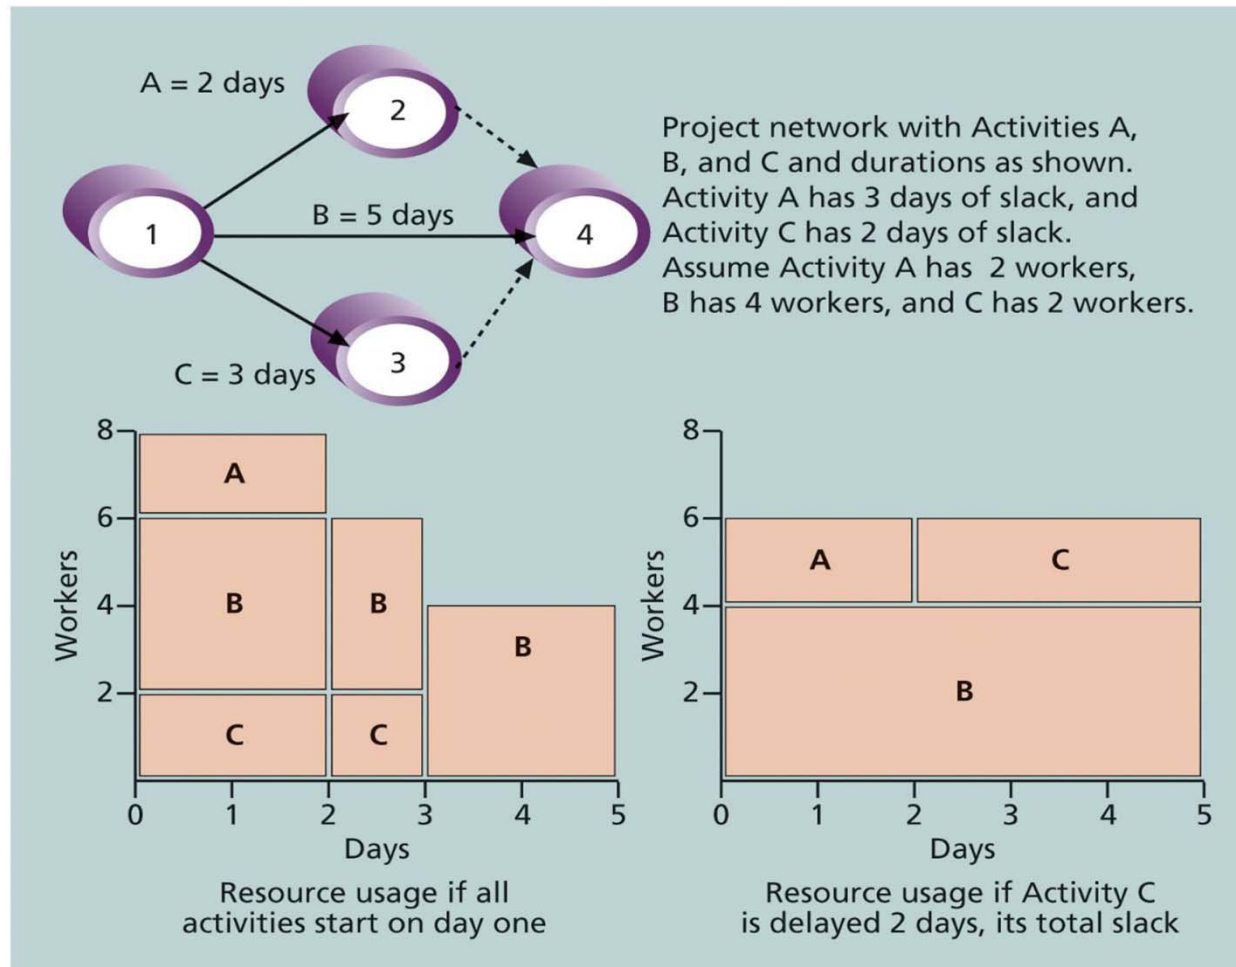 A = 2 days
2
Project network with Activities A,
B, and C and durations as shown.
Activity A has 3 days of slack, and
Activity C has 2 days of slack.
Assume Activity A has 2 workers,
B has 4 workers, and C has 2 workers.
1
B = 5 days
4
C = 3 days
3
8
6
4
2
Workers
A
B
B
B
C
C
0 1 2 3 4 5
Days
Resource usage if all
activities start on day one
8
6
4
2
Workers
A
C
B
0 1 2 3 4 5
Days
Resource usage if Activity C
is delayed 2 days, its total slack